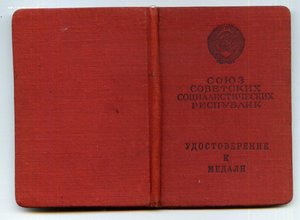 СОЮЗ
СОВЕТСКИХ
СОЦИАЛИСТИЧЕСКИХ
РЕСПУБЛИК
УДОСТОВЕРЕНИЕ
К
МЕДАЛИ